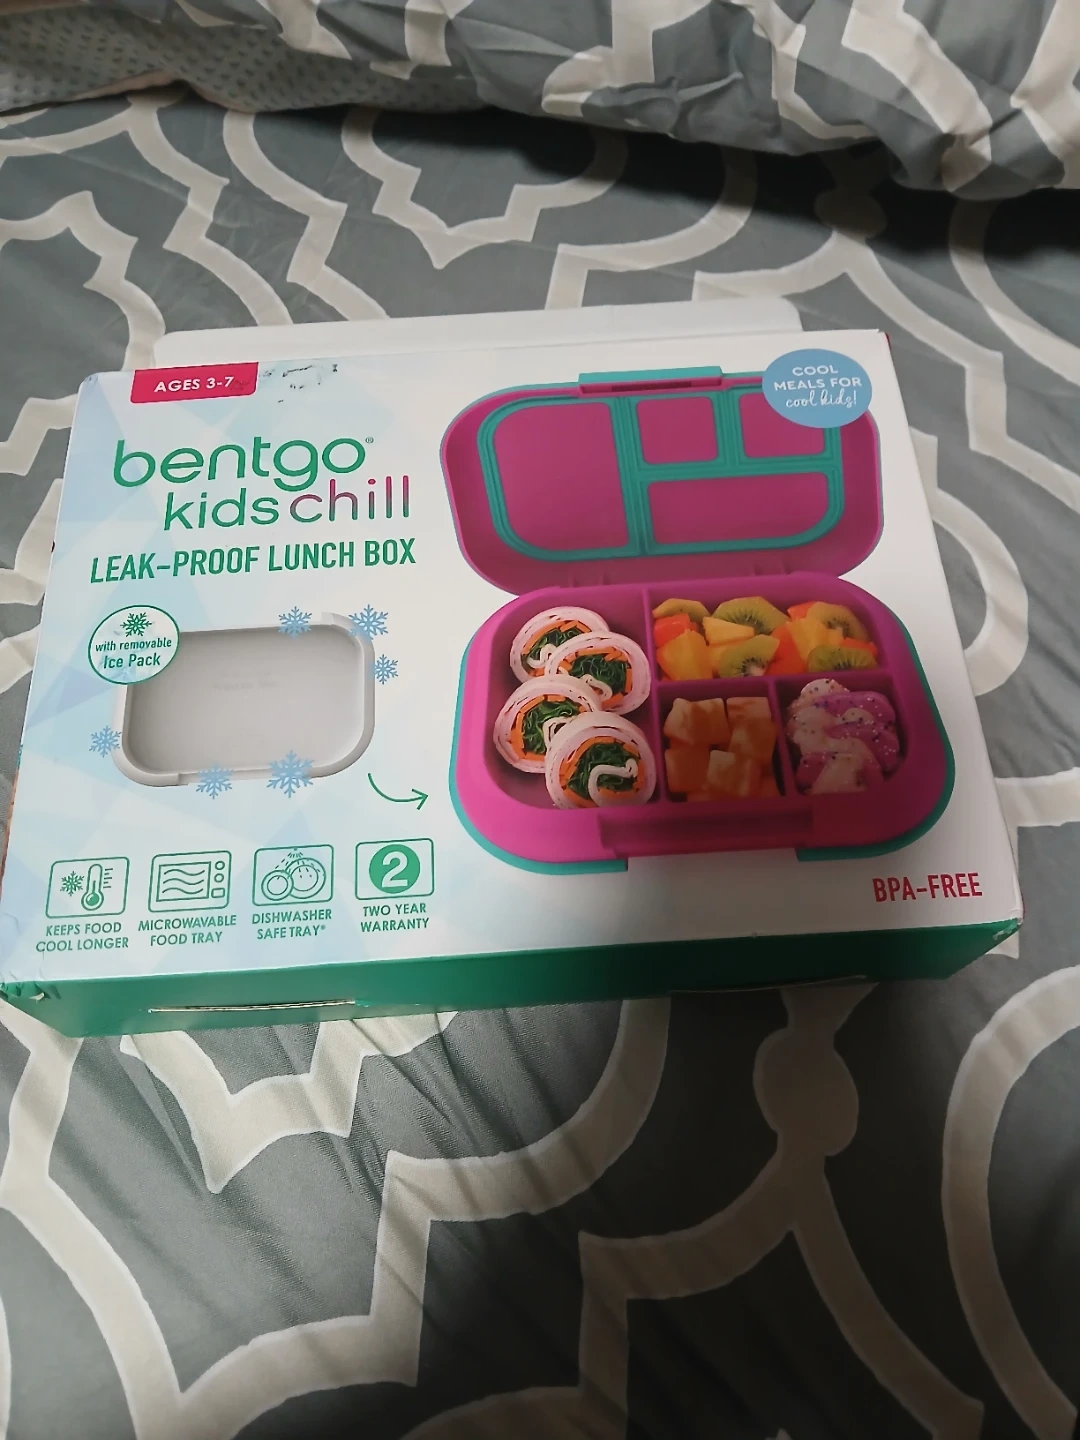 AGES 3-7
COOL
MEALS FOR
cool kids!
bentgo®
kids chill
LEAK-PROOF LUNCH BOX
with removable
Ice Pack
KEEPS FOOD
COOL LONGER
MICROWAVABLE
FOOD TRAY
DISHWASHER
SAFE TRAY*
2
TWO YEAR
WARRANTY
BPA-FREE